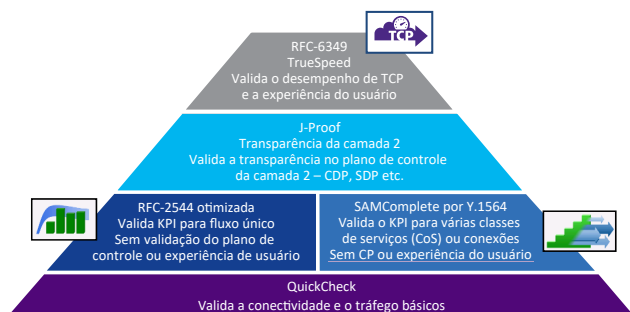 TCP
RFC-6349
TrueSpeed
Valida o desempenho de TCP
e a experiência do usuário
J-Proof
Transparência da camada 2
Valida a transparência no plano de controle
da camada 2 – CDP, SDP etc.
RFC-2544 otimizada
Valida KPI para fluxo único
Sem validação do plano de
controle ou experiência de usuário
SAMComplete por Y.1564
Valida o KPI para várias classes
de serviços (CoS) ou conexões
Sem CP ou experiência do usuário
QuickCheck
Valida a conectividade e o tráfego básicos